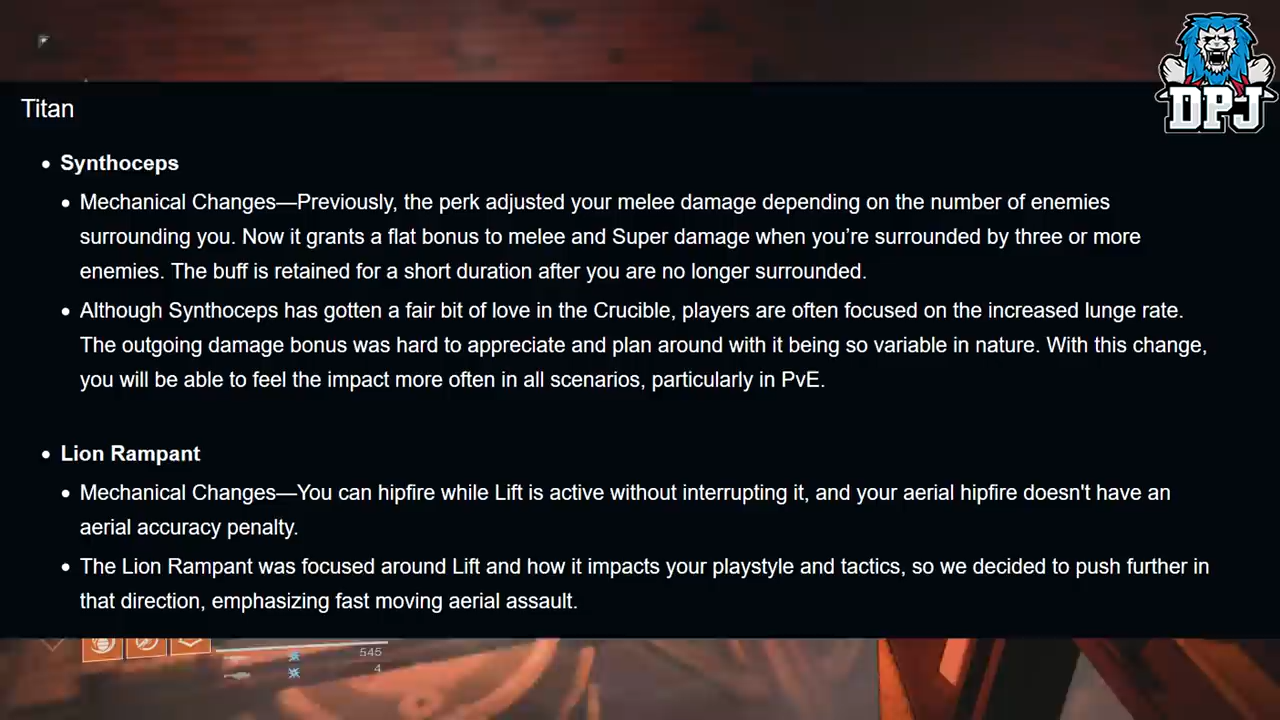 DPJ
Titan
Synthoceps
Mechanical Changes—Previously, the perk adjusted your melee damage depending on the number of enemies
surrounding you. Now it grants a flat bonus to melee and Super damage when you’re surrounded by three or more
enemies. The buff is retained for a short duration after you are no longer surrounded.
Although Synthoceps has gotten a fair bit of love in the Crucible, players are often focused on the increased lunge rate.
The outgoing damage bonus was hard to appreciate and plan around with it being so variable in nature. With this change,
you will be able to feel the impact more often in all scenarios, particularly in PvE.
Lion Rampant
Mechanical Changes—You can hipfire while Lift is active without interrupting it, and your aerial hipfire doesn't have an
aerial accuracy penalty.
The Lion Rampant was focused around Lift and how it impacts your playstyle and tactics, so we decided to push further in
that direction, emphasizing fast moving aerial assault.
545
4